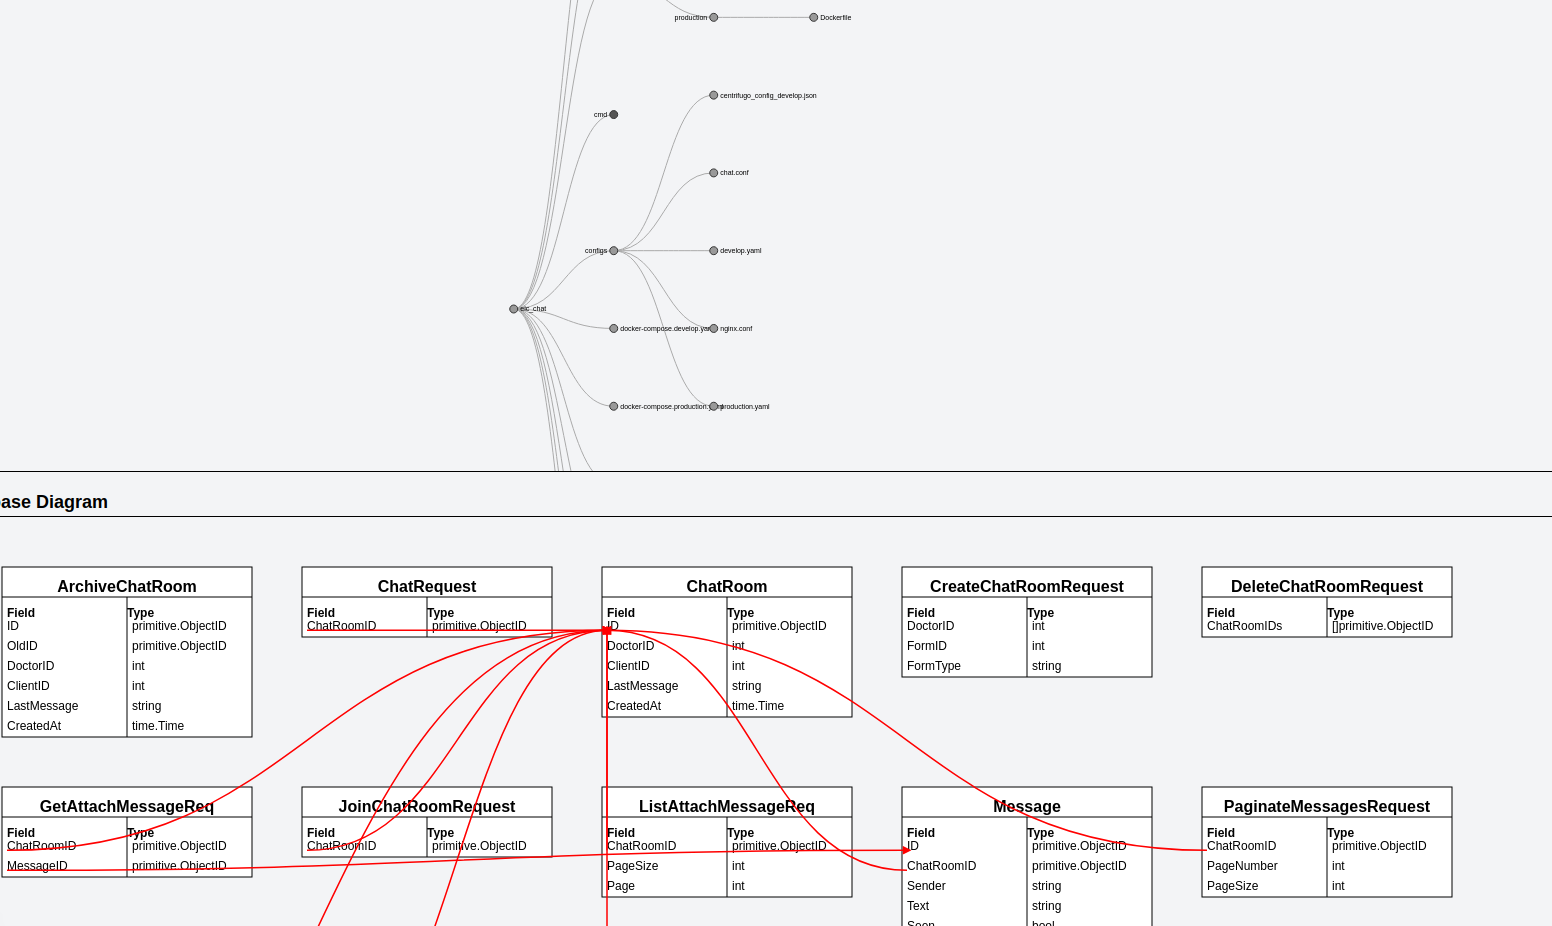 production
Dockerfile
centrifugo_config_develop.json
cmd
chat.conf
configs
develop.yaml
eic_chat
docker-compose.develop.yaml
nginx.conf
docker-compose.production.yaml
production.yaml
ase Diagram
ArchiveChatRoom
Field Type
ID primitive.ObjectID
OldID primitive.ObjectID
DoctorID int
ClientID int
LastMessage string
CreatedAt time.Time
ChatRequest
Field Type
ChatRoomID primitive.ObjectID
ChatRoom
Field Type
ID primitive.ObjectID
DoctorID int
ClientID int
LastMessage string
CreatedAt time.Time
CreateChatRoomRequest
Field Type
DoctorID int
FormID int
FormType string
DeleteChatRoomRequest
Field Type
ChatRoomIDs []primitive.ObjectID
GetAttachMessageReq
Field Type
ChatRoomID primitive.ObjectID
MessageID primitive.ObjectID
JoinChatRoomRequest
Field Type
ChatRoomID primitive.ObjectID
ListAttachMessageReq
Field Type
ChatRoomID primitive.ObjectID
PageSize int
Page int
Message
Field Type
ID primitive.ObjectID
ChatRoomID primitive.ObjectID
Sender string
Text string
Seen bool
PaginateMessagesRequest
Field Type
ChatRoomID primitive.ObjectID
PageNumber int
PageSize int